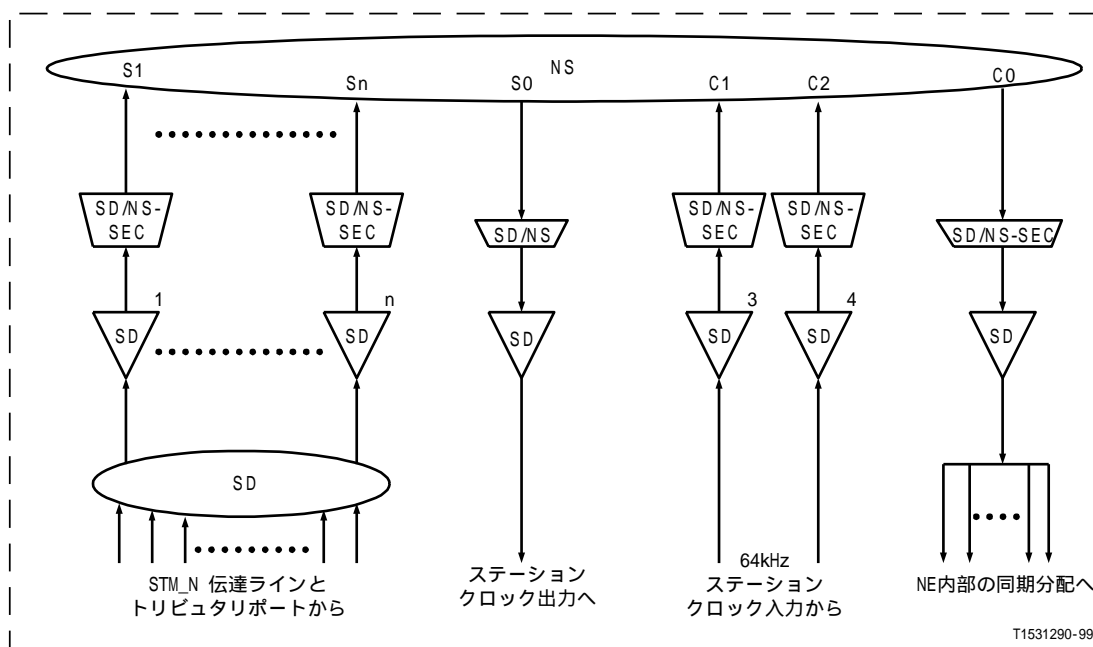 NS
S1
Sn
S0
C1
C2
C0
SD/NS-
SEC
SD/NS-
SEC
SD/NS
SD/NS-
SEC
SD/NS-
SEC
SD/NS-SEC
1
n
3
4
SD
SD
SD
SD
SD
SD
SD
STM_N 伝達ラインと
トリビュタリポートから
ステーション
クロック出力へ
64kHz
ステーション
クロック入力から
NE内部の同期分配へ
T1531290-99